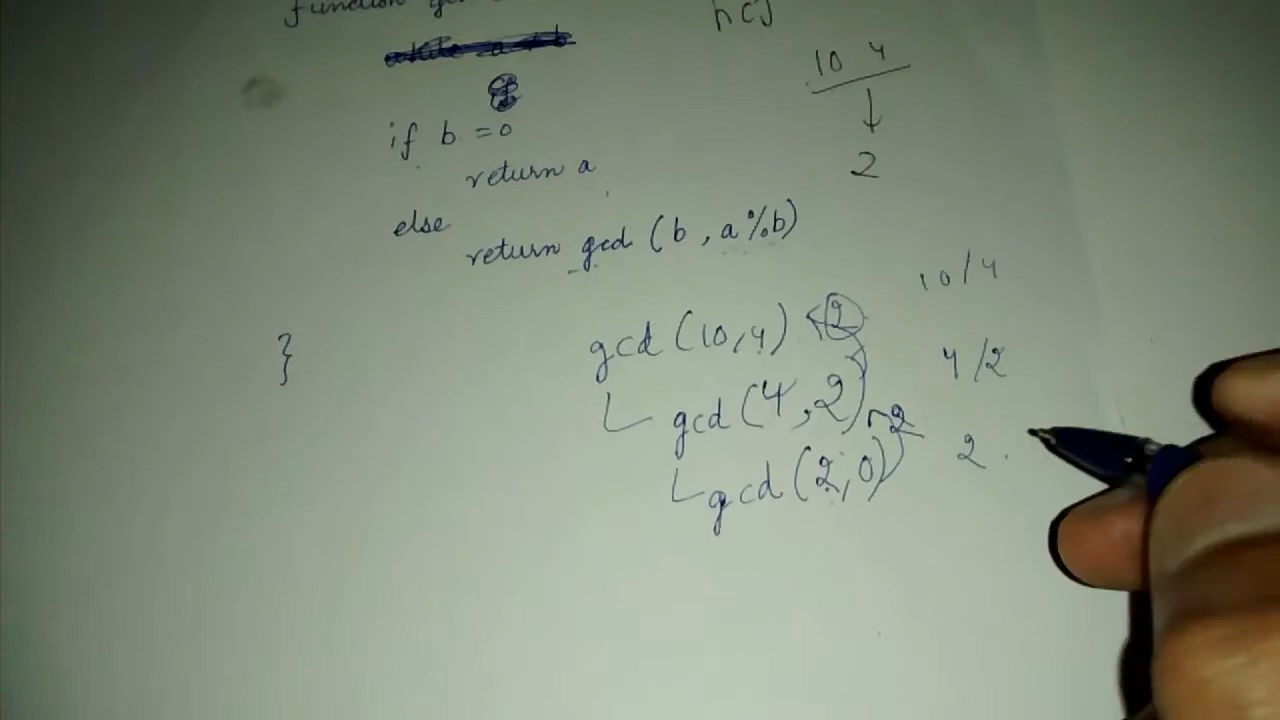 function
hcf
10 4
↓
2
if b = 0
return a
else
return gcd (b, a%b)
}
10/4
gcd (10,4) 2
4/2
gcd (4,2) 2
2
gcd (2,0)